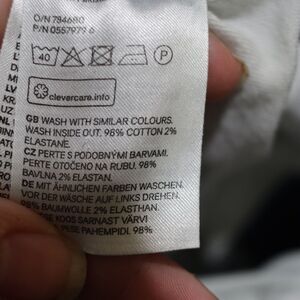 O/N 784680
P/N 0557979 6
40
P
clevercare.info
GB WASH WITH SIMILAR COLOURS.
WASH INSIDE OUT. 98% COTTON 2%
ELASTANE.
CZ PERTE S PODOBNÝMI BARVAMI.
PERTE OTOČENO NA RUBU. 98%
BAVLNA 2% ELASTAN.
DE MIT ÄHNLICHEN FARBEN WASCHEN.
VOR DER WÄSCHE AUF LINKS DREHEN.
98% BAUMWOLLE 2% ELASTHAN.
KOOS SARNAST VÄRVI
PESE PAHEMPIDI. 98%